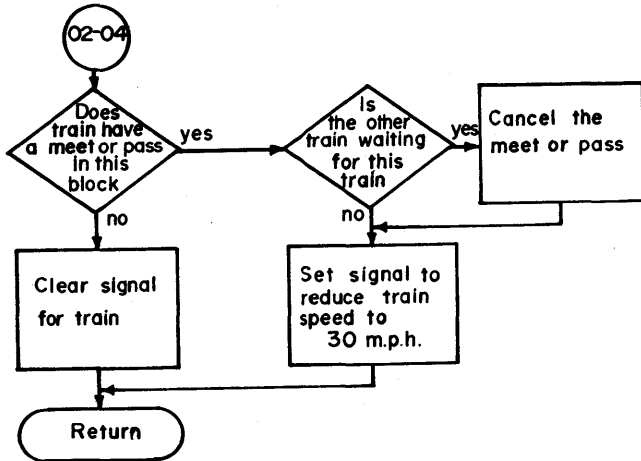 02-04
Does
train have
a meet or pass
in this
block
yes
no
Is
the other
train waiting
for this
train
yes
no
Cancel the
meet or pass
Clear signal
for train
Set signal to
reduce train
speed to
30 m.p.h.
Return